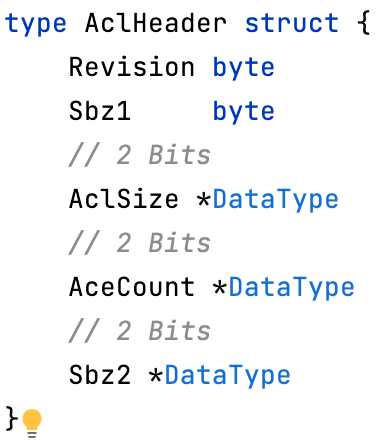 type AclHeader struct {
    Revision byte
    Sbz1     byte
    // 2 Bits
    AclSize *DataType
    // 2 Bits
    AceCount *DataType
    // 2 Bits
    Sbz2 *DataType
}